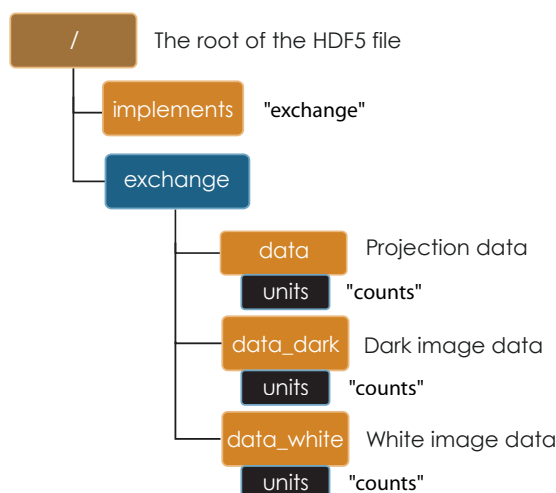 / The root of the HDF5 file
implements "exchange"
exchange
data Projection data
units "counts"
data_dark Dark image data
units "counts"
data_white White image data
units "counts"